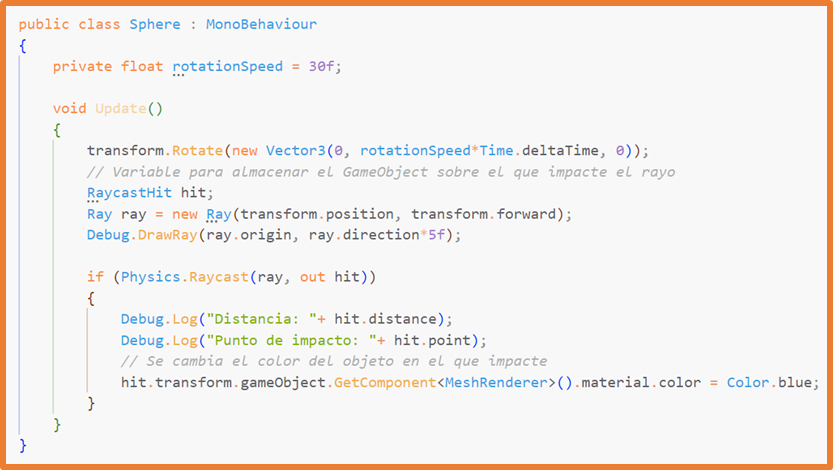 public class Sphere : MonoBehaviour
{
    private float rotationSpeed = 30f;

    void Update()
    {
        transform.Rotate(new Vector3(0, rotationSpeed*Time.deltaTime, 0));
        // Variable para almacenar el GameObject sobre el que impacte el rayo
        RaycastHit hit;
        Ray ray = new Ray(transform.position, transform.forward);
        Debug.DrawRay(ray.origin, ray.direction*5f);

        if (Physics.Raycast(ray, out hit))
        {
            Debug.Log("Distancia: "+ hit.distance);
            Debug.Log("Punto de impacto: "+ hit.point);
            // Se cambia el color del objeto en el que impacte
            hit.transform.gameObject.GetComponent<MeshRenderer>().material.color = Color.blue;
        }
    }
}